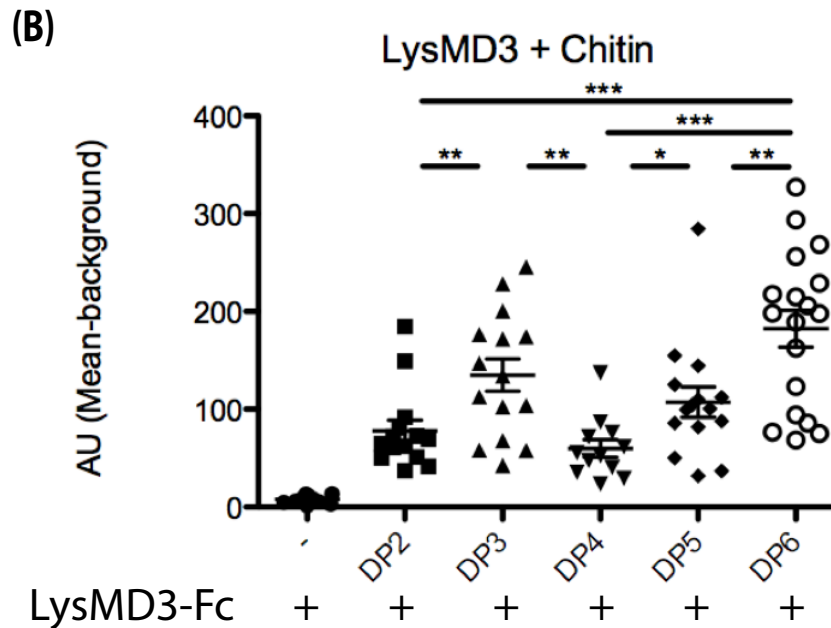 (B)
LysMD3 + Chitin
***
***
** ** * **
AU (Mean-background)
400
300
200
100
0
- DP2 DP3 DP4 DP5 DP6
LysMD3-Fc + + + + + +